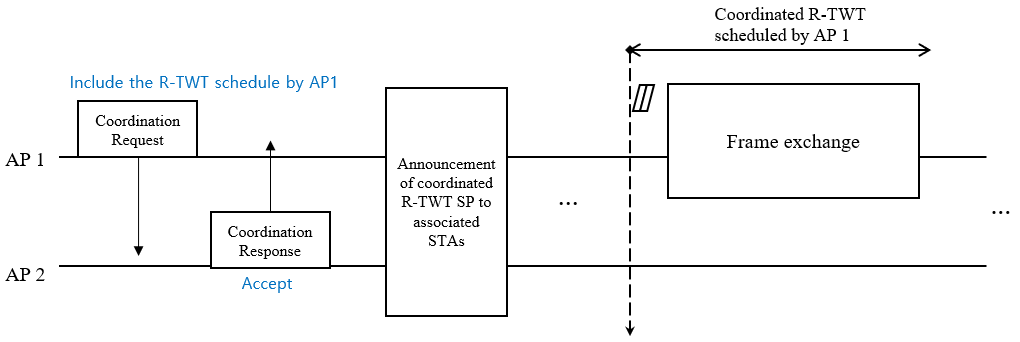 Coordinated R-TWT
scheduled by AP 1
Include the R-TWT schedule by AP1
Coordination
Request
AP 1
Announcement
of coordinated
R-TWT SP to
associated
STAs
Frame exchange
...
...
Coordination
Response
AP 2
Accept